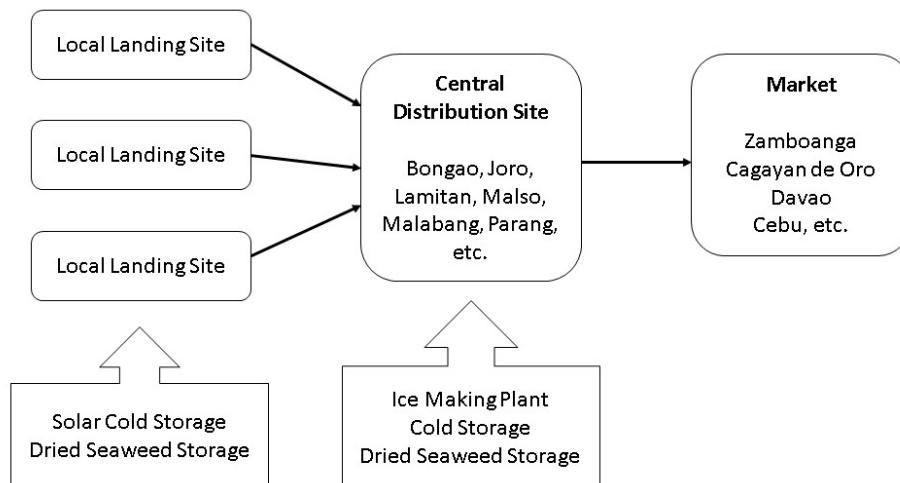 Local Landing Site
Local Landing Site
Local Landing Site
Central
Distribution Site
Bongao, Joro,
Lamitan, Malso,
Malabang, Parang,
etc.
Market
Zamboanga
Cagayan de Oro
Davao
Cebu, etc.
Solar Cold Storage
Dried Seaweed Storage
Ice Making Plant
Cold Storage
Dried Seaweed Storage